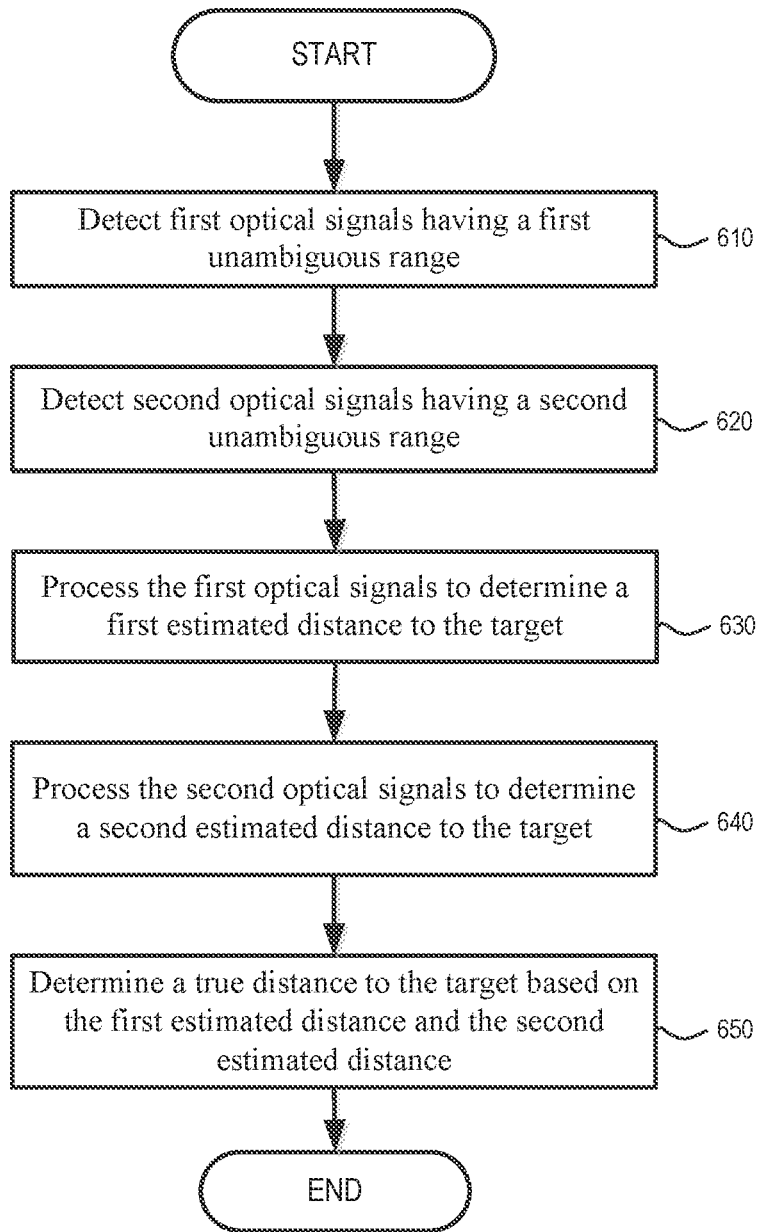 START
Detect first optical signals having a first
unambiguous range
610
Detect second optical signals having a second
unambiguous range
620
Process the first optical signals to determine a
first estimated distance to the target
630
Process the second optical signals to determine
a second estimated distance to the target
640
Determine a true distance to the target based on
the first estimated distance and the second
estimated distance
650
END